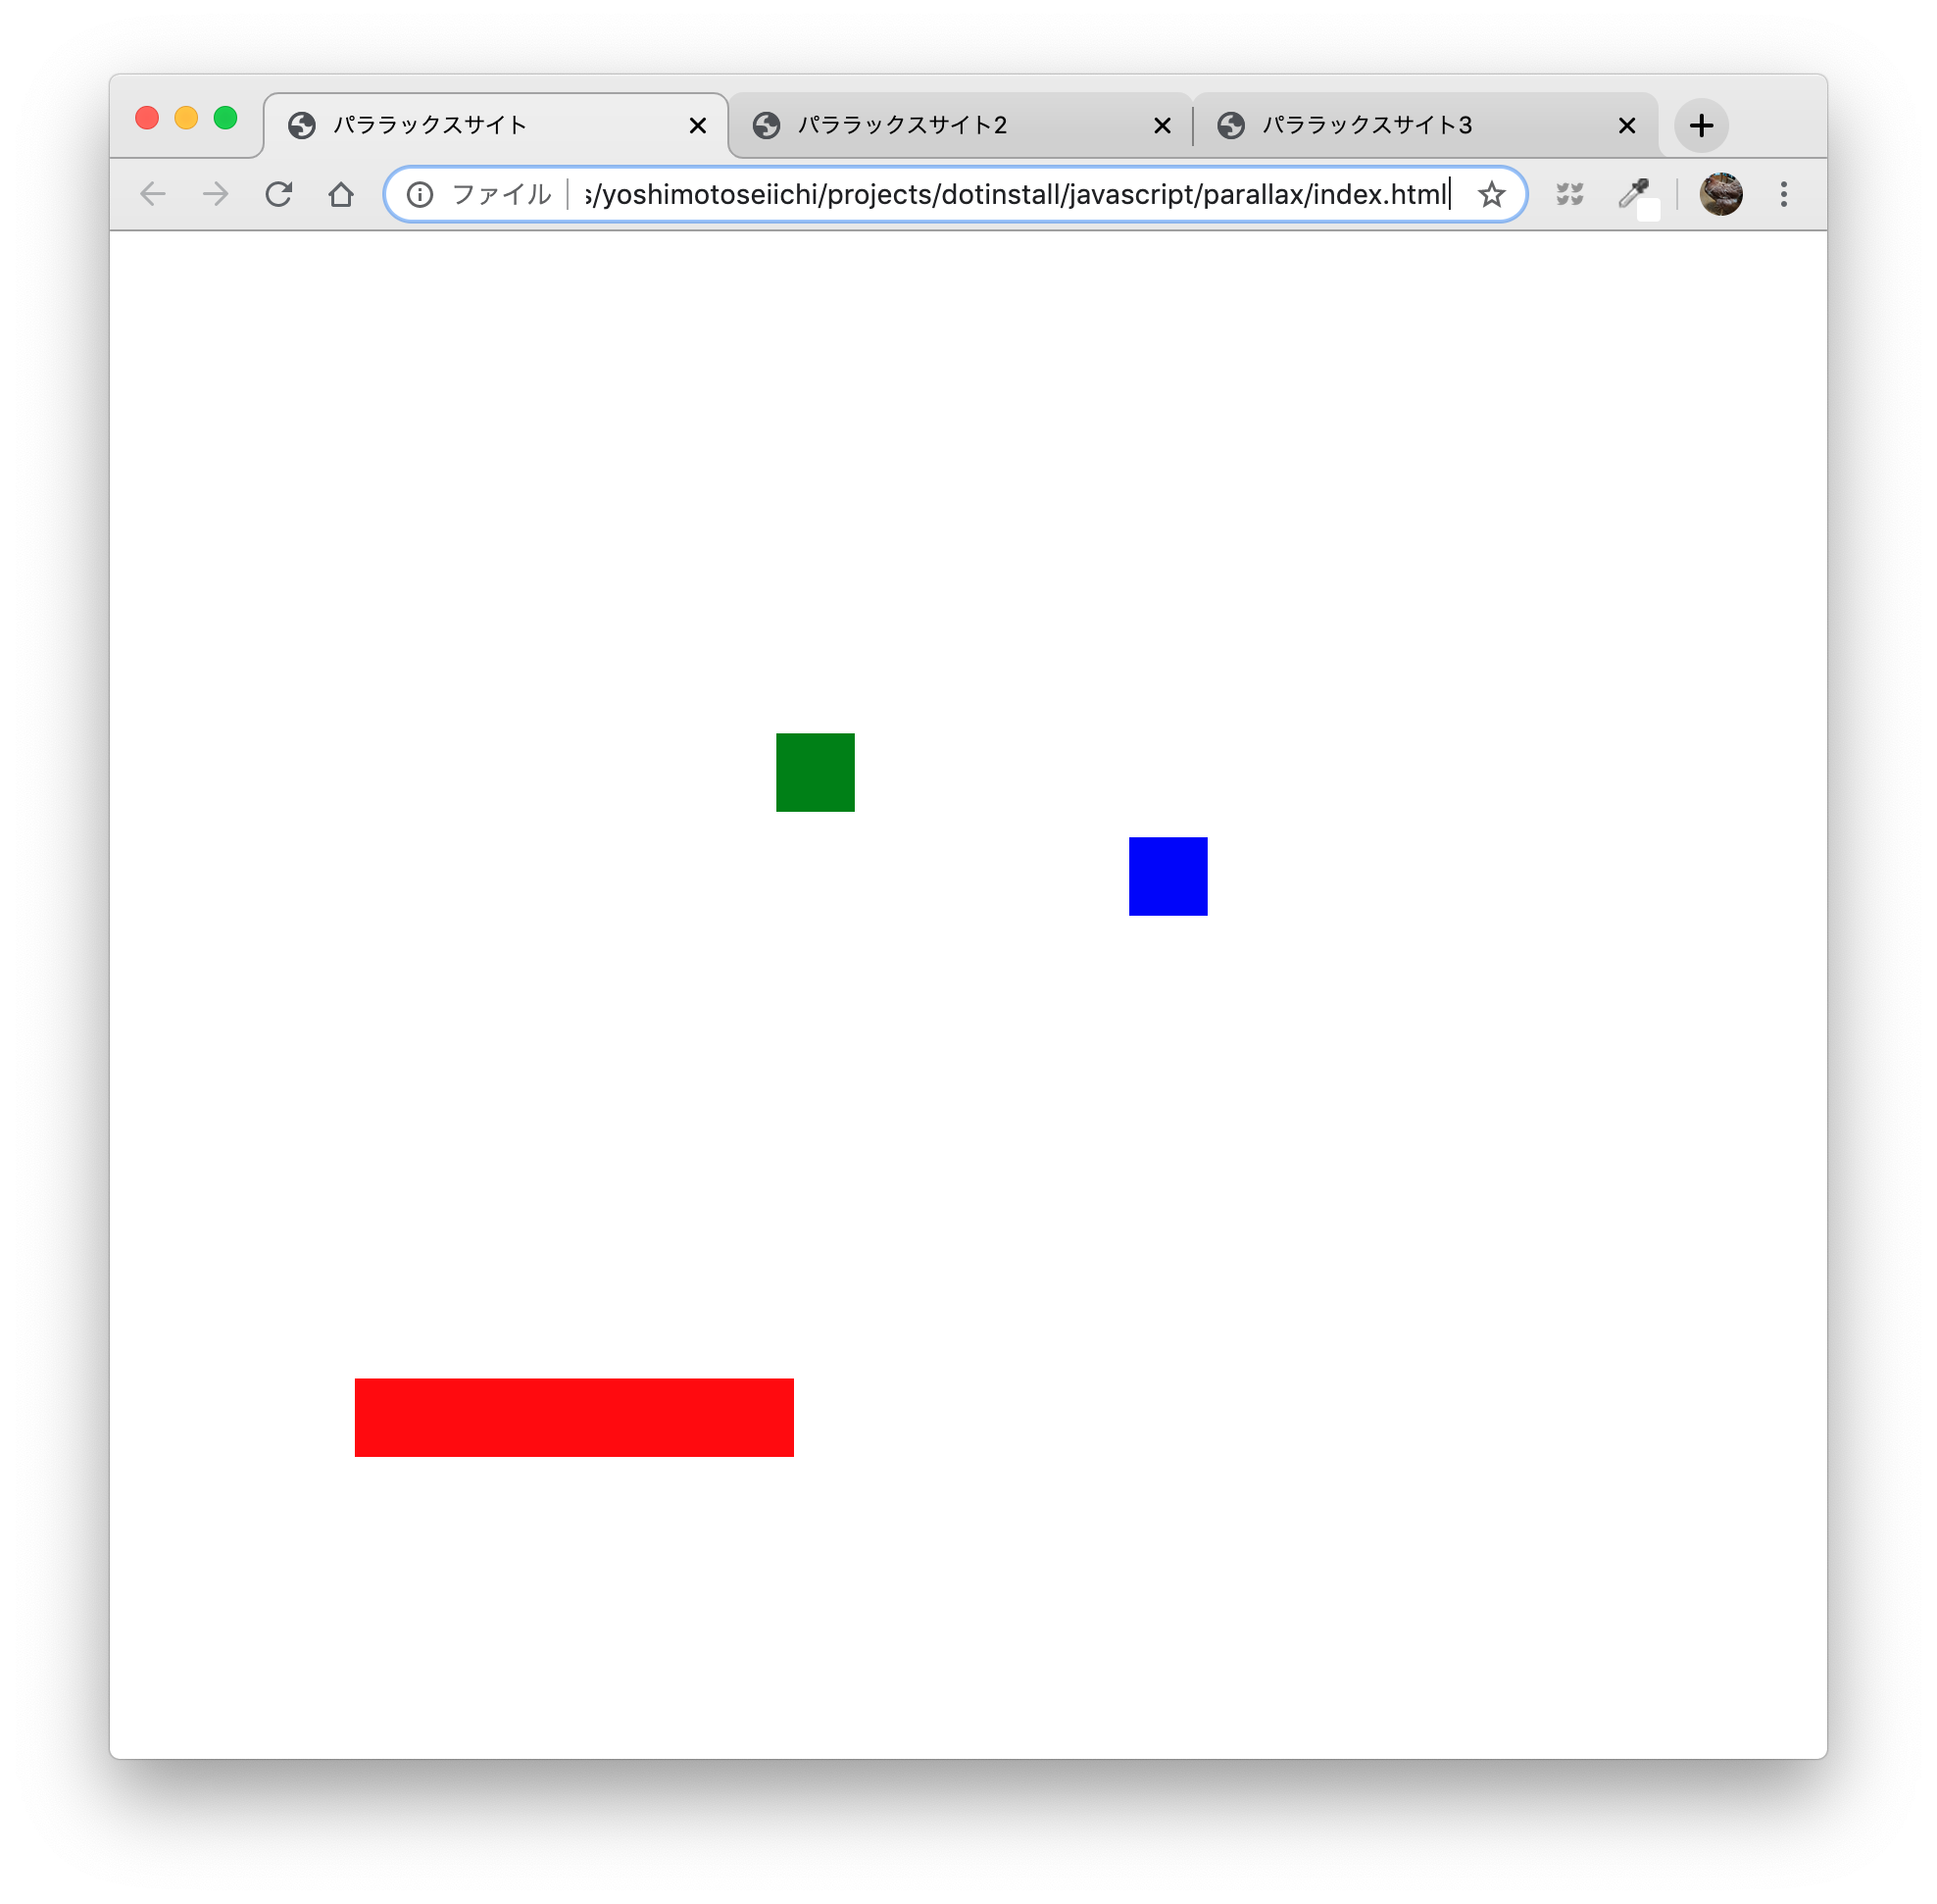 パララックスサイト
パララックスサイト2
パララックスサイト3
ファイル s/yoshimotoseiichi/projects/dotinstall/javascript/parallax/index.html